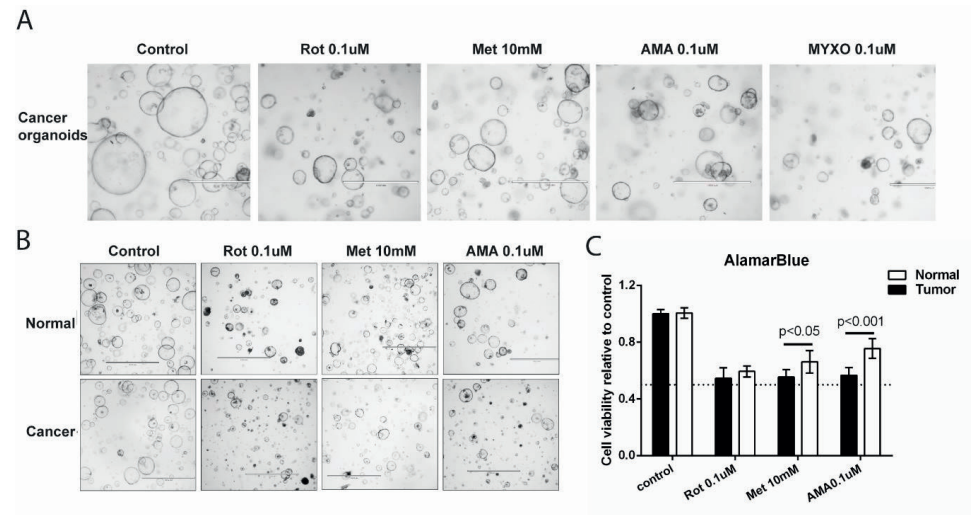 A
Control Rot 0.1uM Met 10mM AMA 0.1uM MYXO 0.1uM
Cancer
organoids
B
Control Rot 0.1uM Met 10mM AMA 0.1uM
Normal
Cancer
C
AlamarBlue
Normal
Tumor
Cell viability relative to control
1.2
0.8
0.4
0.0
p<0.05
p<0.001
control
Rot 0.1uM
Met 10mM
AMA0.1uM